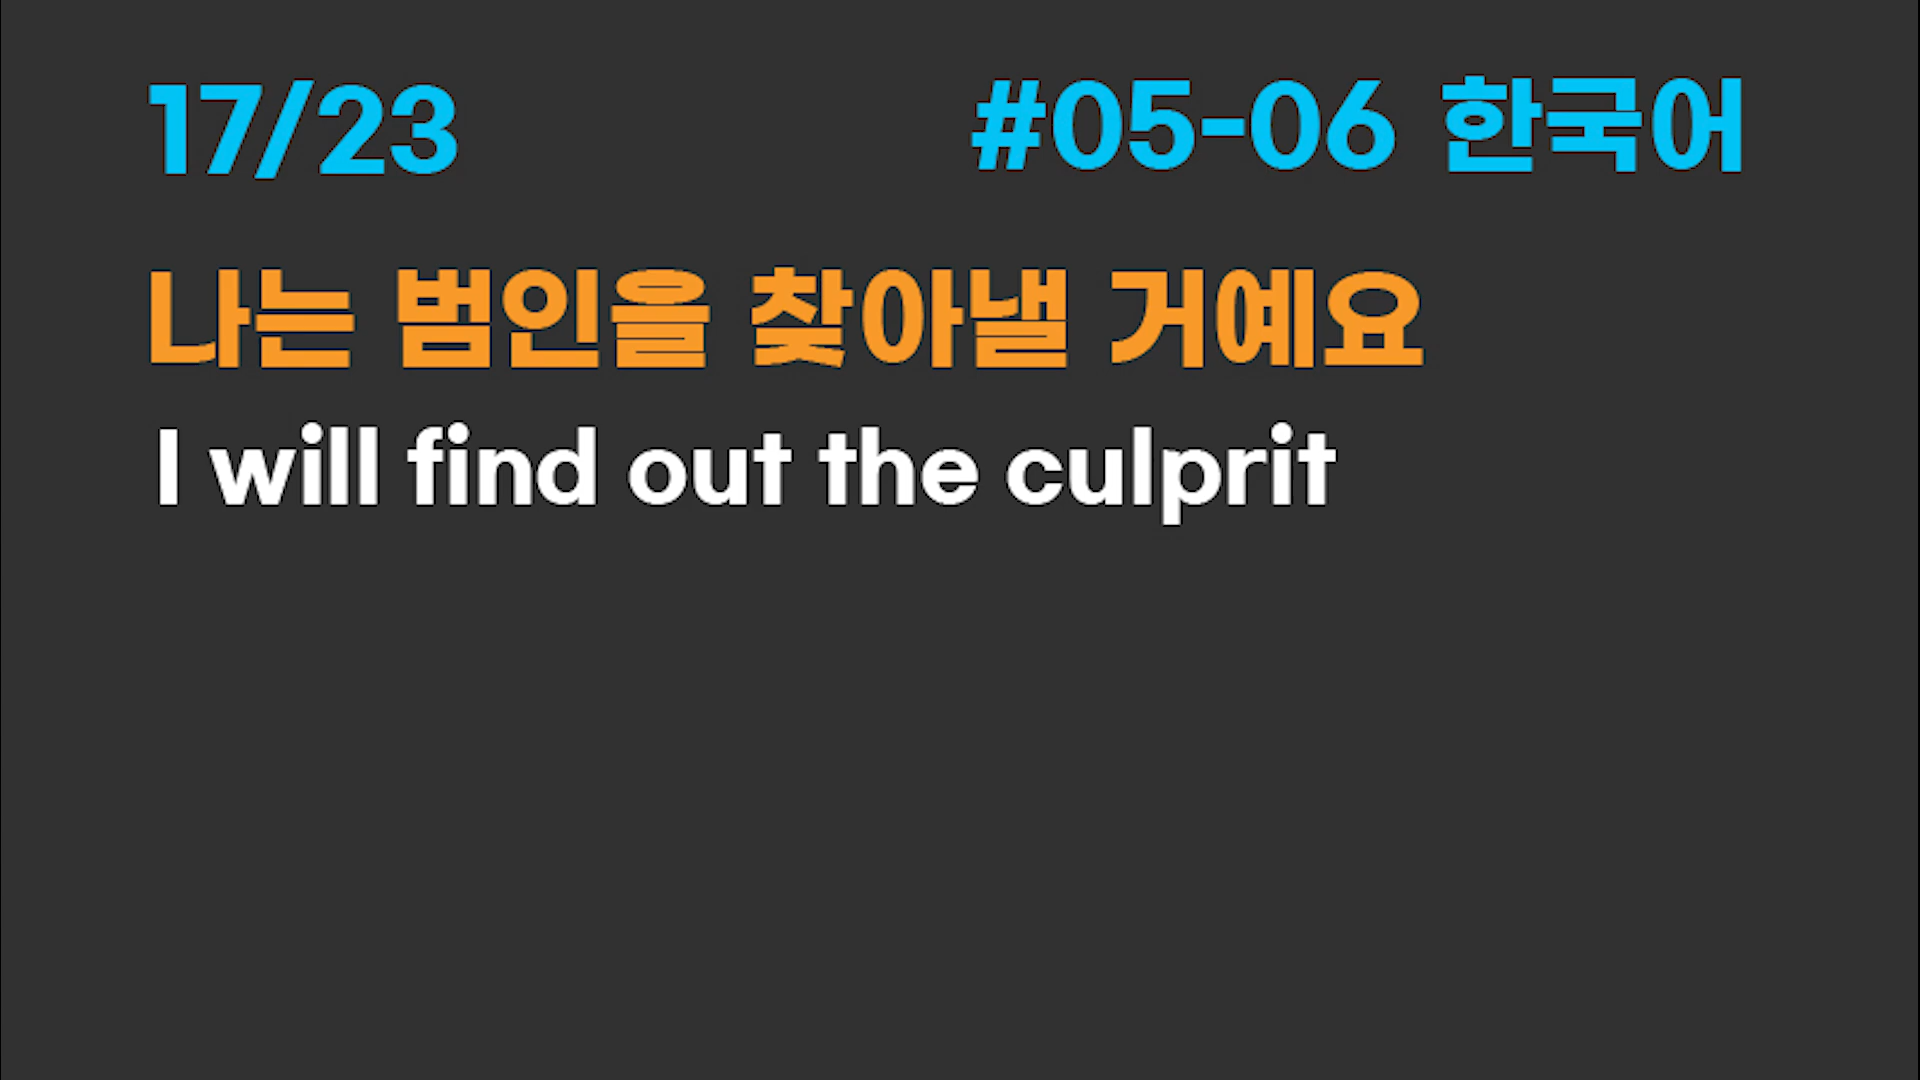 17/23 #05-06 한국어
나는 범인을 찾아낼 거예요
I will find out the culprit